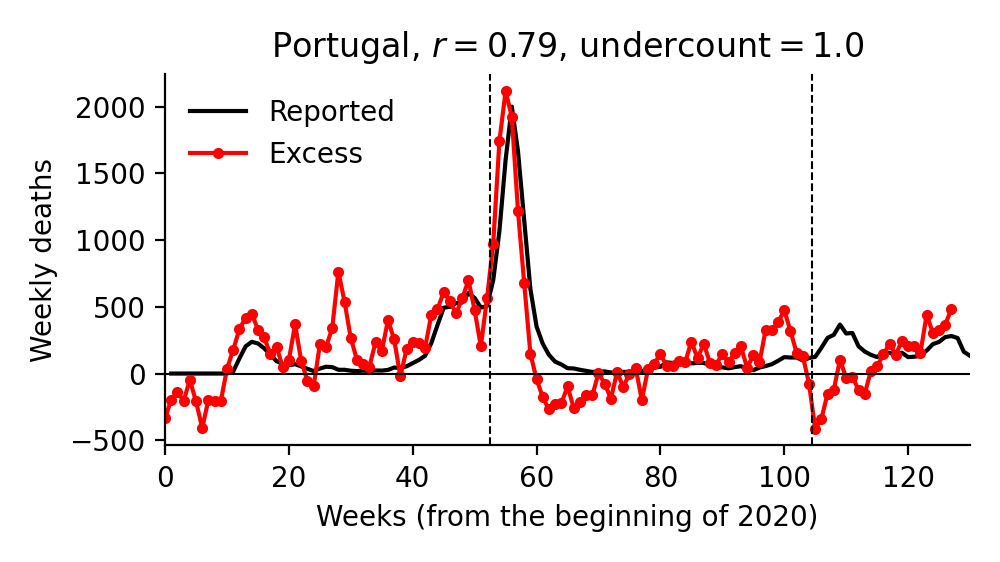 Portugal, r = 0.79, undercount = 1.0
Weekly deaths
2000
1500
1000
500
0
−500
Reported
Excess
0 20 40 60 80 100 120
Weeks (from the beginning of 2020)